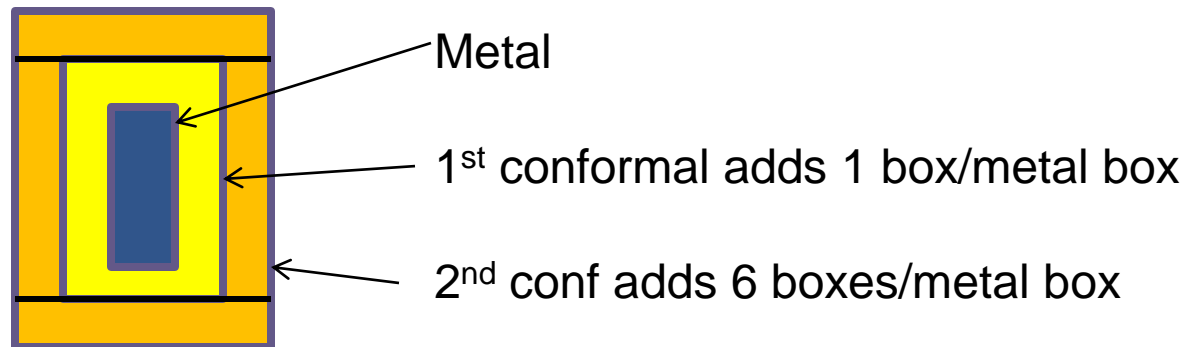 Metal
1st conformal adds 1 box/metal box
2nd conf adds 6 boxes/metal box